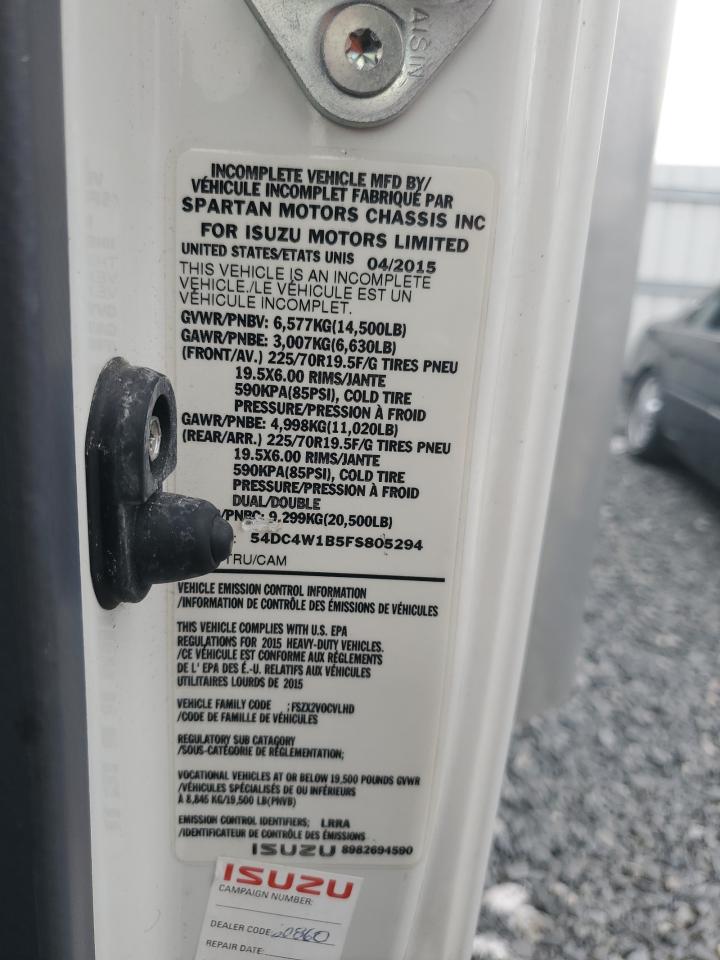 AISIN
INCOMPLETE VEHICLE MFD BY/
VÉHICULE INCOMPLET FABRIQUÉ PAR
SPARTAN MOTORS CHASSIS INC
FOR ISUZU MOTORS LIMITED
UNITED STATES/ETATS UNIS 04/2015
THIS VEHICLE IS AN INCOMPLETE
VEHICLE./LE VÉHICULE EST UN
VÉHICULE INCOMPLET.
GVWR/PNBV: 6,577KG(14,500LB)
GAWR/PNBE: 3,007KG(6,630LB)
(FRONT/AV.) 225/70R19.5F/G TIRES PNEU
19.5X6.00 RIMS/JANTE
590KPA(85PSI), COLD TIRE
PRESSURE/PRESSION À FROID
GAWR/PNBE: 4,998KG(11,020LB)
(REAR/ARR.) 225/70R19.5F/G TIRES PNEU
19.5X6.00 RIMS/JANTE
590KPA(85PSI), COLD TIRE
PRESSURE/PRESSION À FROID
DUAL/DOUBLE
/PNBC: 9,299KG(20,500LB)
: 54DC4W1B5FS805294
TRU/CAM
VEHICLE EMISSION CONTROL INFORMATION
/INFORMATION DE CONTRÔLE DES ÉMISSIONS DE VÉHICULES
THIS VEHICLE COMPLIES WITH U.S. EPA
REGULATIONS FOR 2015 HEAVY-DUTY VEHICLES.
/CE VÉHICULE EST CONFORME AUX RÈGLEMENTS
DE L' EPA DES É.-U. RELATIFS AUX VÉHICULES
UTILITAIRES LOURDS DE 2015
VEHICLE FAMILY CODE :FSZX2VOCVLHD
/CODE DE FAMILLE DE VÉHICULES
REGULATORY SUB CATAGORY
/SOUS-CATÉGORIE DE RÉGLEMENTATION;
VOCATIONAL VEHICLES AT OR BELOW 19,500 POUNDS GVWR
/VÉHICULES SPÉCIALISÉS DE OU INFÉRIEURS
À 8,845 KG/19,500 LB(PNVB)
EMISSION CONTROL IDENTIFIERS; LRRA
/IDENTIFICATEUR DE CONTRÔLE DES ÉMISSIONS
ISUZU 8982694590
ISUZU
CAMPAIGN NUMBER:
DEALER CODE: 20860
REPAIR DATE: